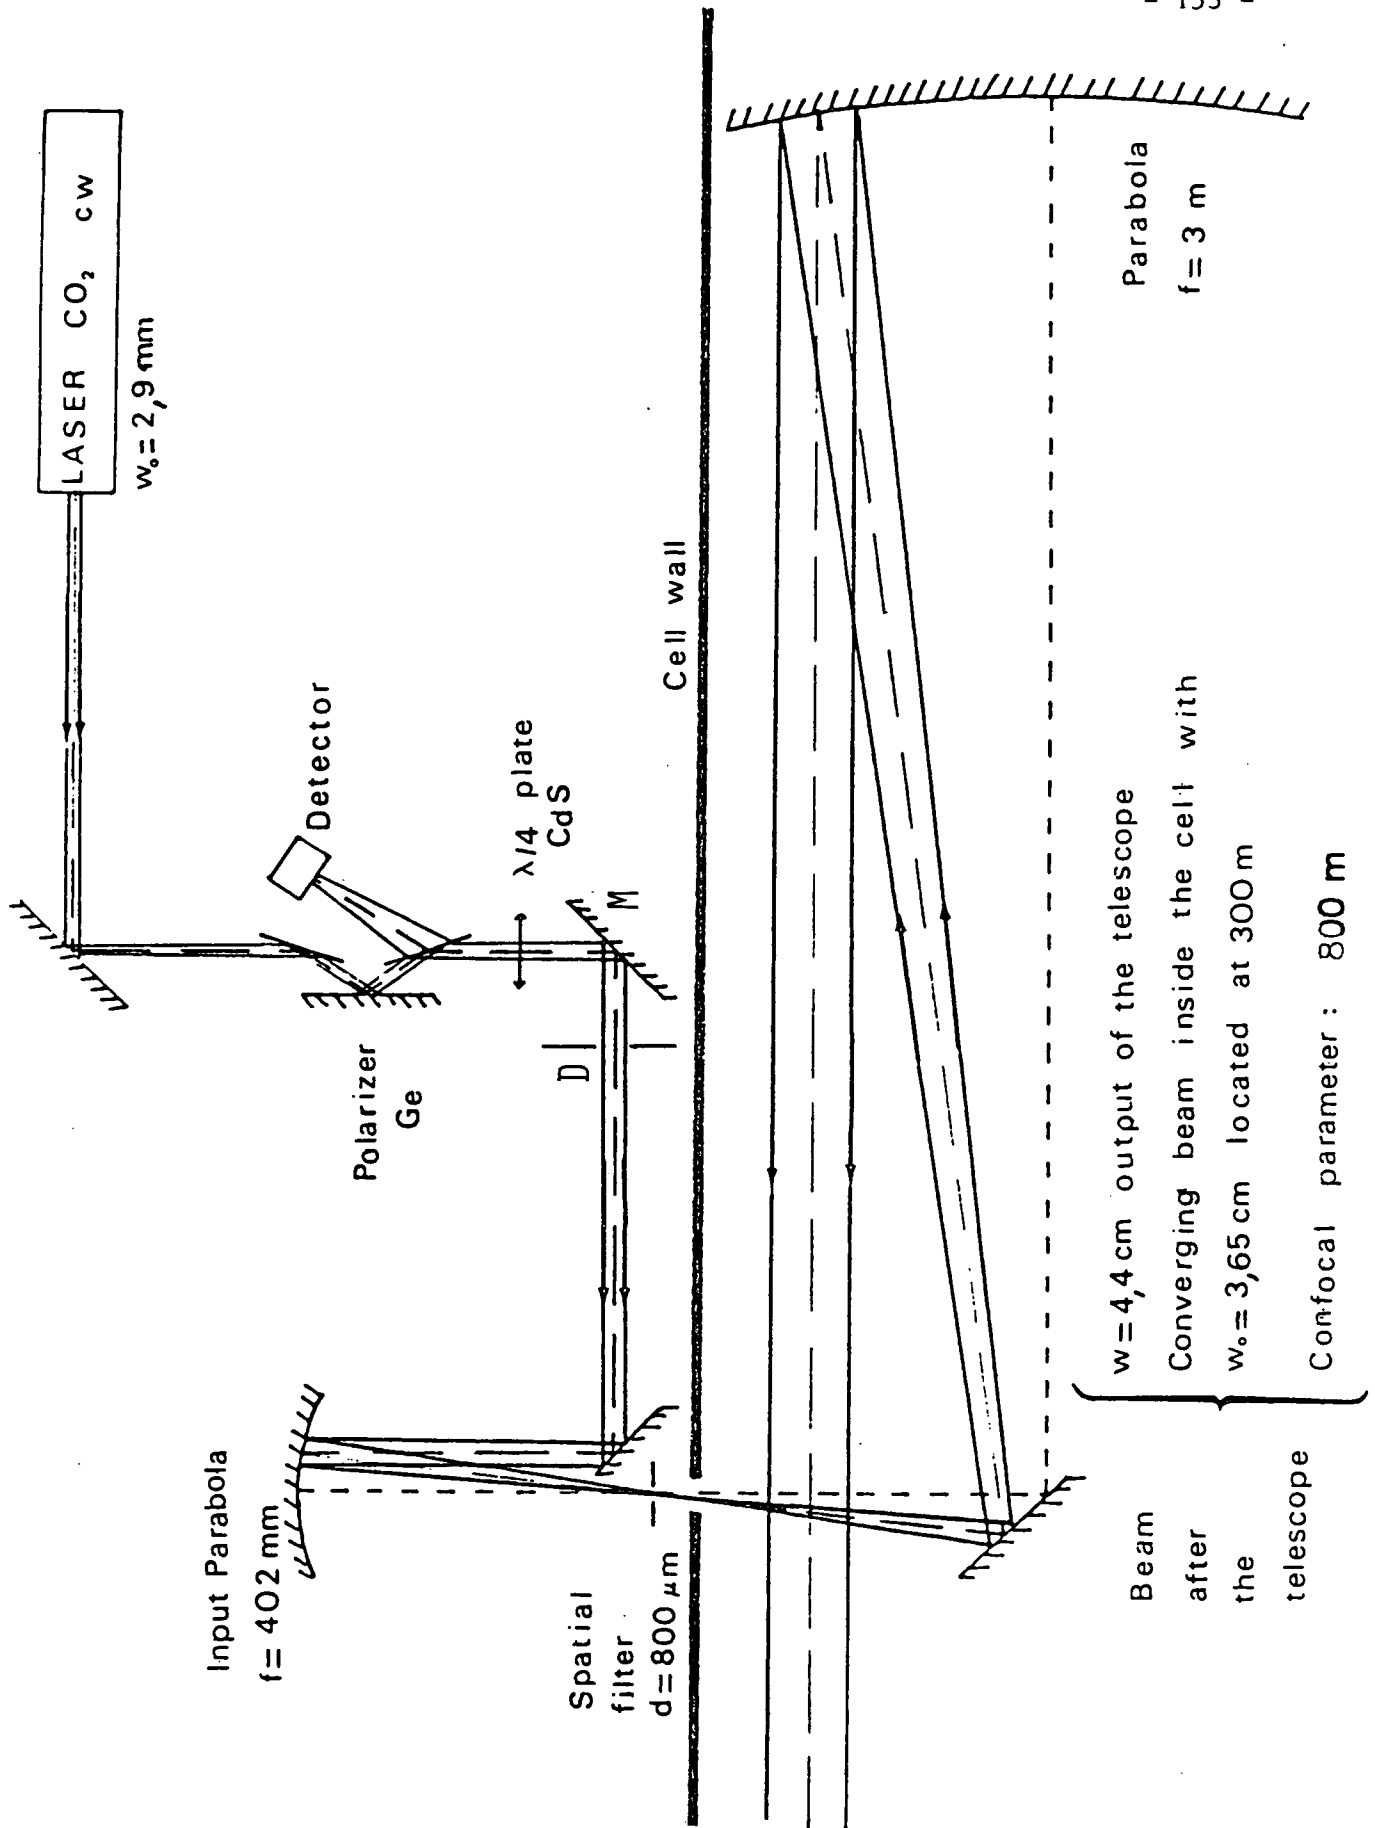 - 155 -
LASER CO₂ cw
w₀= 2,9 mm
Detector
λ/4 plate
CdS
M
D
Polarizer
Ge
Input Parabola
f= 402 mm
Spatial
filter
d=800 μm
Cell wall
Parabola
f= 3 m
Beam
after
the
telescope
w=4,4 cm output of the telescope
Converging beam inside the cell with
w₀=3,65 cm located at 300 m
Confocal parameter : 800 m